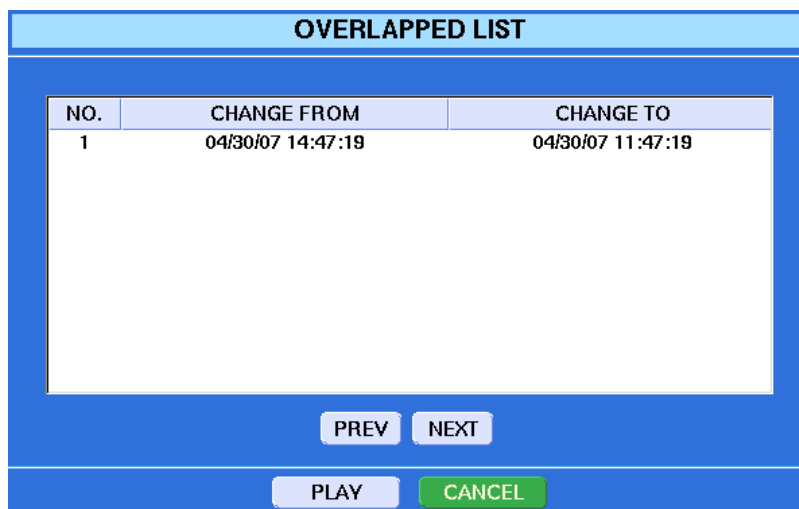 OVERLAPPED LIST
NO. CHANGE FROM CHANGE TO
1 04/30/07 14:47:19 04/30/07 11:47:19
PREV NEXT
PLAY CANCEL